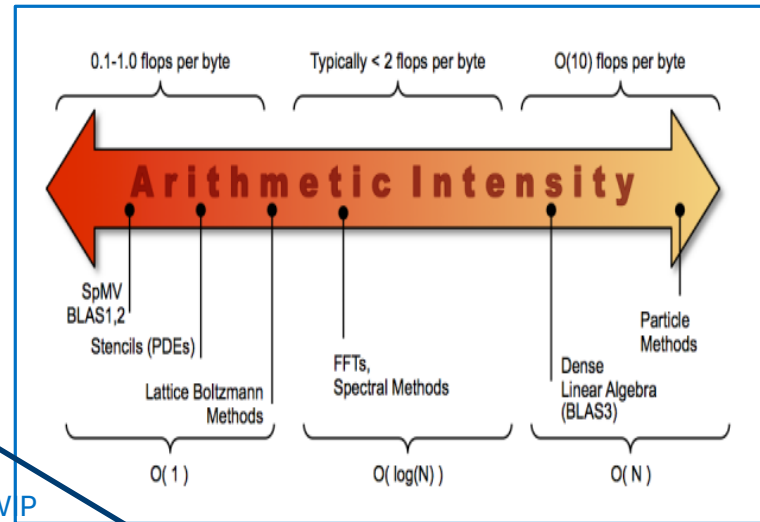 0.1-1.0 flops per byte
Typically < 2 flops per byte
O(10) flops per byte
Arithmetic Intensity
SpMV
BLAS1,2
Stencils (PDEs)
Lattice Boltzmann
Methods
FFTs,
Spectral Methods
Dense
Linear Algebra
(BLAS3)
Particle
Methods
O( 1 )
O( log(N) )
O( N )